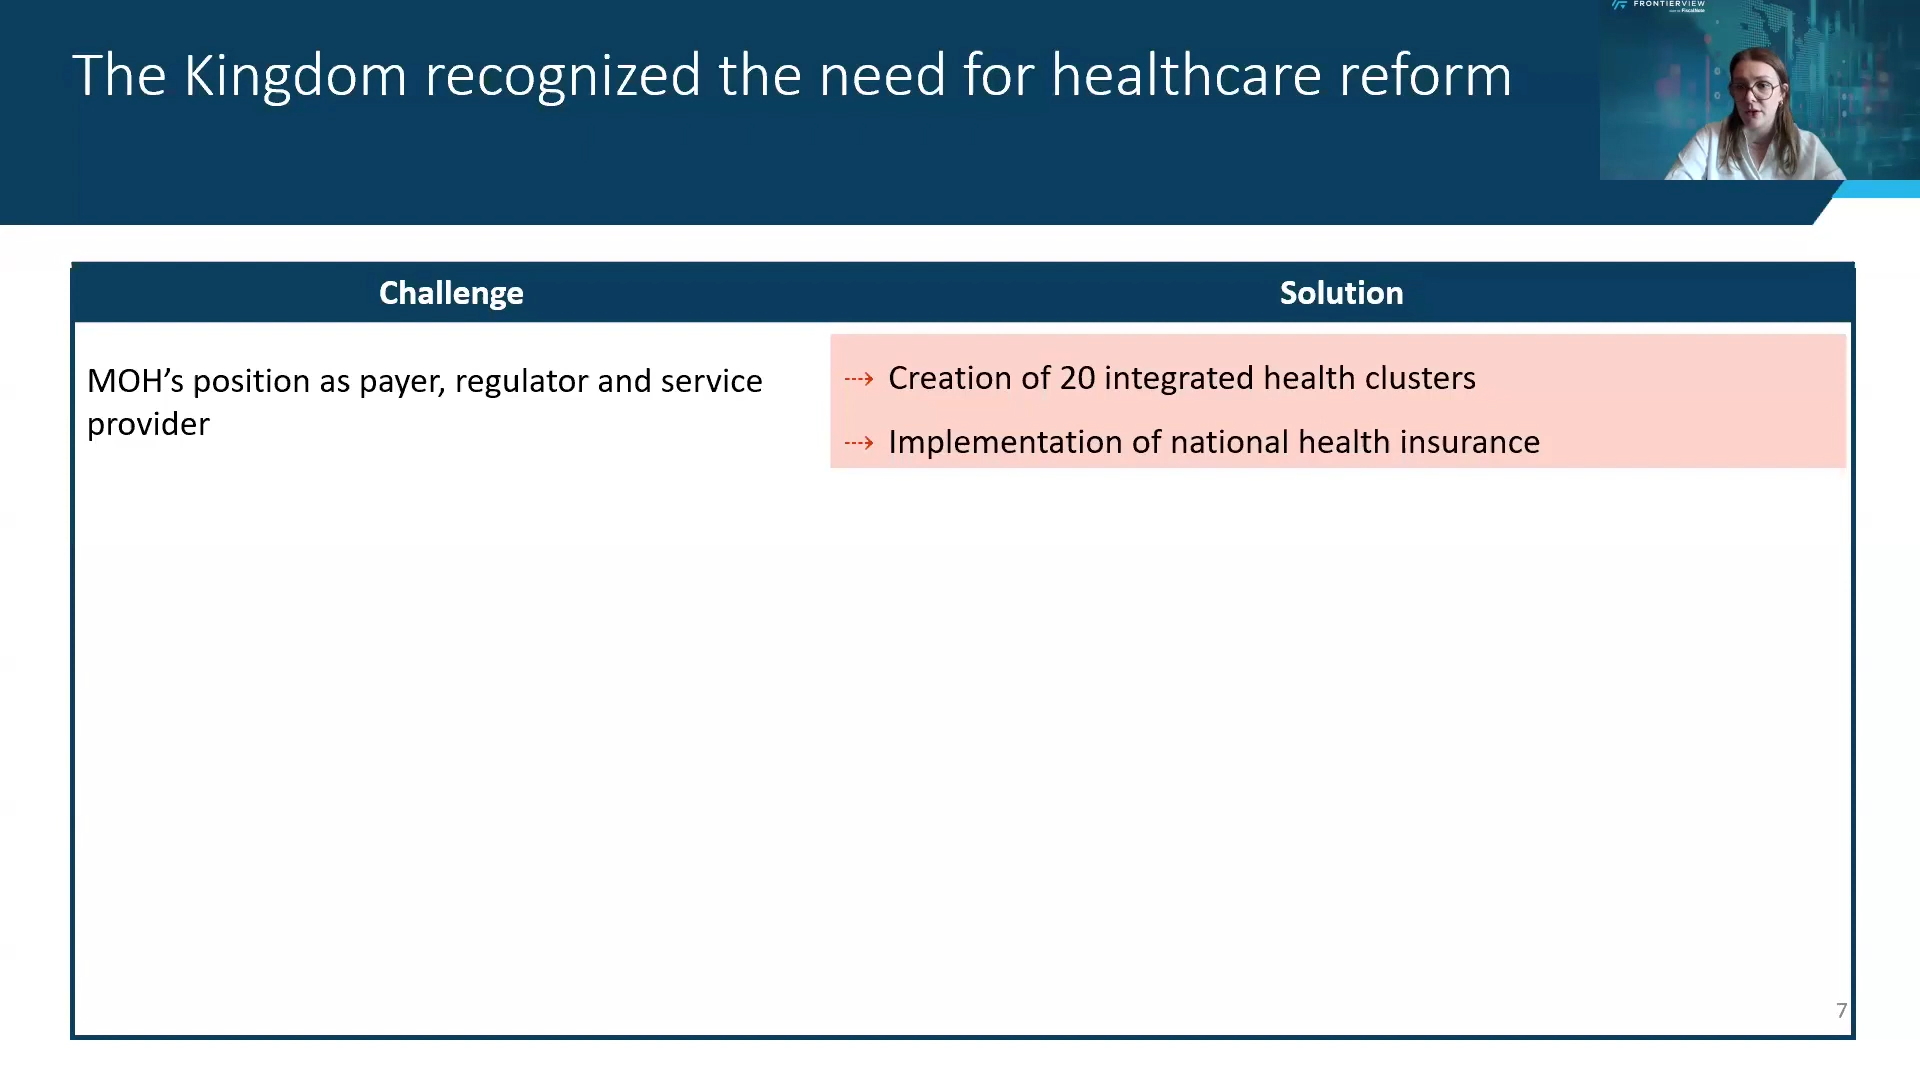 FRONTIERVIEW
The Kingdom recognized the need for healthcare reform
Challenge
Solution
MOH’s position as payer, regulator and service
provider
Creation of 20 integrated health clusters
Implementation of national health insurance
7